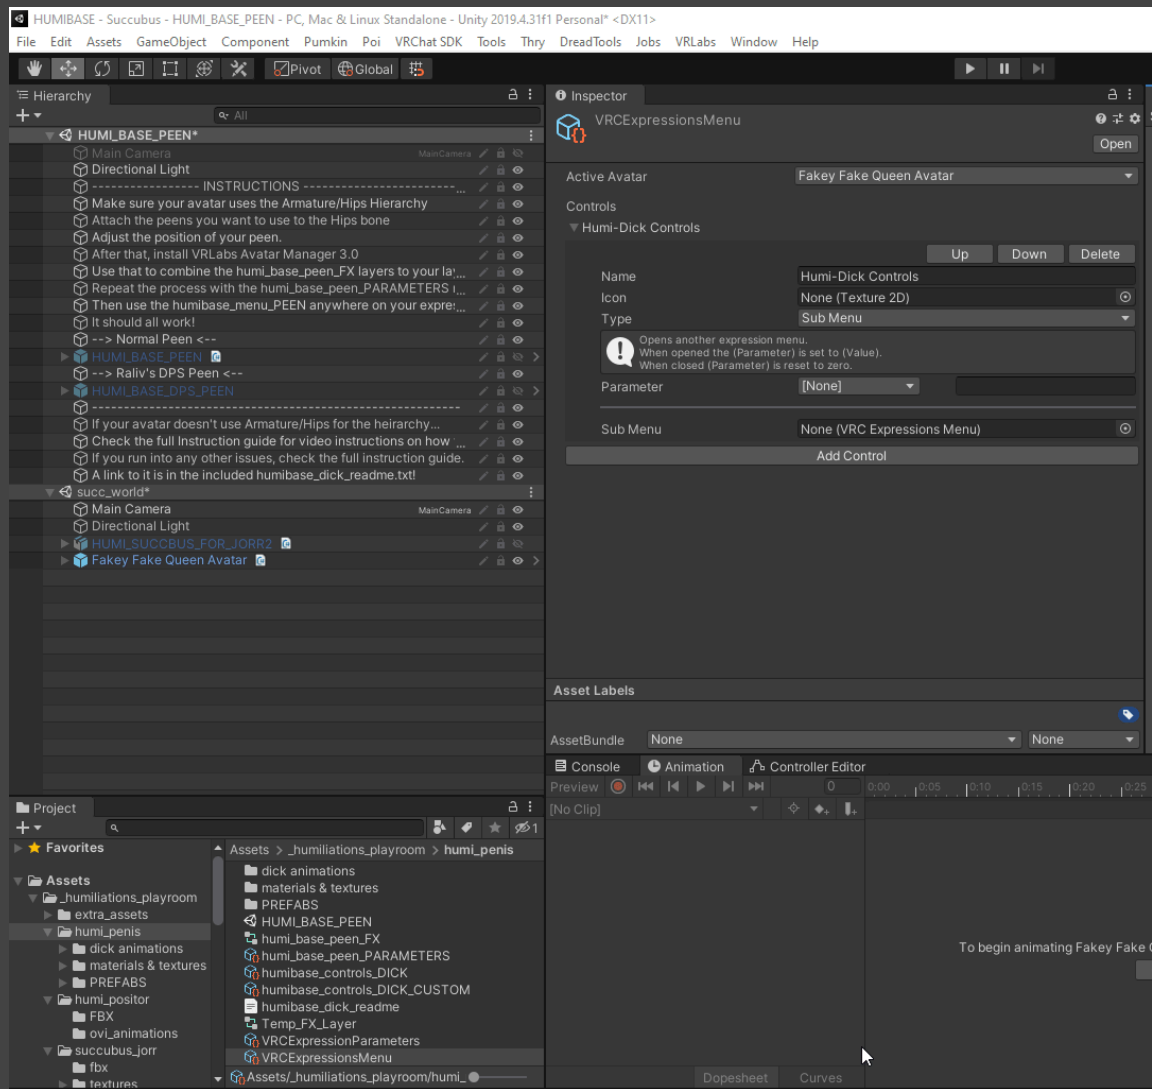 HUMIBASE - Succubus - HUMI_BASE_PEEN - PC, Mac & Linux Standalone - Unity 2019.4.31f1 Personal* <DX11>
File Edit Assets GameObject Component Pumkin Poi VRChat SDK Tools Thry DreadTools Jobs VRLabs Window Help
Pivot Global
Hierarchy
All
HUMI_BASE_PEEN*
Main Camera MainCamera
Directional Light
----------------- INSTRUCTIONS ------------------------...
Make sure your avatar uses the Armature/Hips Hierarchy
Attach the peens you want to use to the Hips bone
Adjust the position of your peen.
After that, install VRLabs Avatar Manager 3.0
Use that to combine the humi_base_peen_FX layers to your la...
Repeat the process with the humi_base_peen_PARAMETERS ...
Then use the humibase_menu_PEEN anywhere on your expre...
It should all work!
--> Normal Peen <--
HUMI_BASE_PEEN
--> Raliv's DPS Peen <--
HUMI_BASE_DPS_PEEN
----------------------------------------------------------
If your avatar doesn't use Armature/Hips for the heirarchy...
Check the full Instruction guide for video instructions on how ...
If you run into any other issues, check the full instruction guide.
A link to it is in the included humibase_dick_readme.txt!
succ_world*
Main Camera MainCamera
Directional Light
HUMI_SUCCBUS_FOR_JORR2
Fakey Fake Queen Avatar
Inspector
VRCExpressionsMenu
Open
Active Avatar Fakey Fake Queen Avatar
Controls
Humi-Dick Controls
Up Down Delete
Name Humi-Dick Controls
Icon None (Texture 2D)
Type Sub Menu
Opens another expression menu.
When opened the (Parameter) is set to (Value).
When closed (Parameter) is reset to zero.
Parameter [None]
Sub Menu None (VRC Expressions Menu)
Add Control
Asset Labels
AssetBundle None None
Console Animation Controller Editor
Preview 0 0:00 0:05 0:10 0:15 0:20 0:25
[No Clip]
To begin animating Fakey Fake
Dopesheet Curves
Project
1
Favorites
Assets
_humiliations_playroom
extra_assets
humi_penis
dick animations
materials & textures
PREFABS
humi_positor
FBX
ovi_animations
succubus_jorr
fbx
textures
Assets > _humiliations_playroom > humi_penis
dick animations
materials & textures
PREFABS
HUMI_BASE_PEEN
humi_base_peen_FX
humi_base_peen_PARAMETERS
humibase_controls_DICK
humibase_controls_DICK_CUSTOM
humibase_dick_readme
Temp_FX_Layer
VRCExpressionParameters
VRCExpressionsMenu
Assets/_humiliations_playroom/humi_